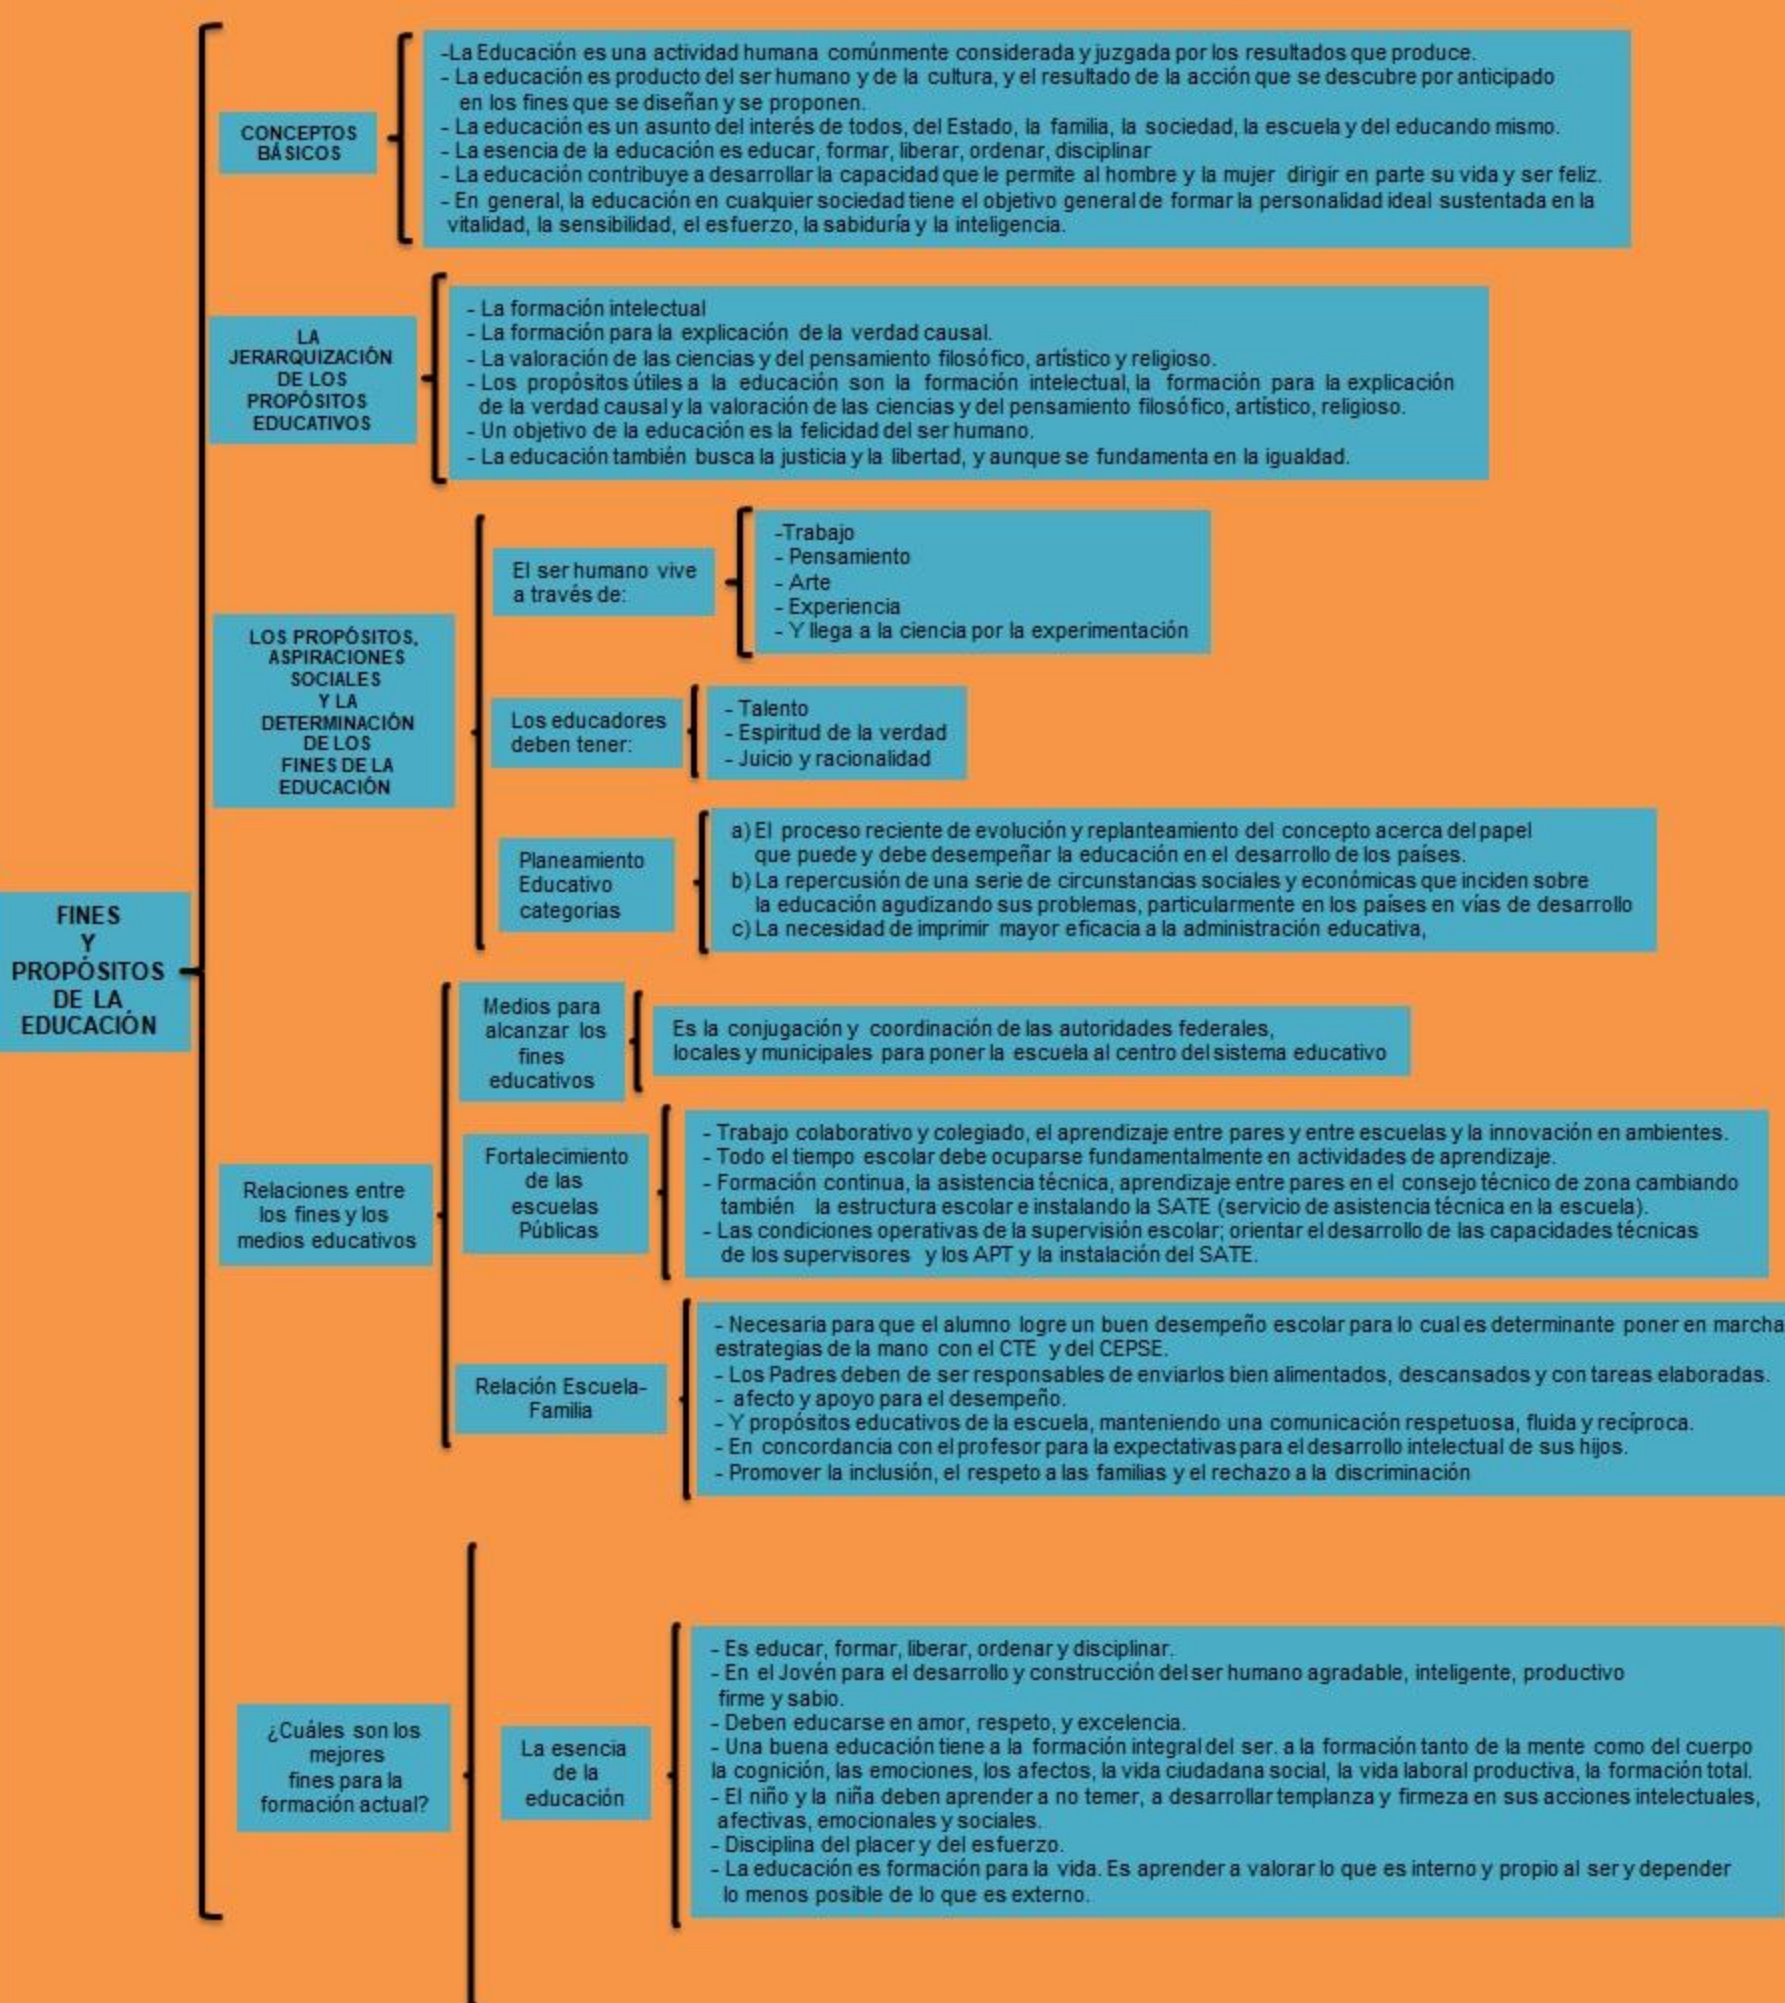 FINES
Y
PROPÓSITOS
DE LA
EDUCACIÓN
CONCEPTOS
BÁSICOS
-La Educación es una actividad humana comúnmente considerada y juzgada por los resultados que produce.
- La educación es producto del ser humano y de la cultura, y el resultado de la acción que se descubre por anticipado
en los fines que se diseñan y se proponen.
- La educación es un asunto del interés de todos, del Estado, la familia, la sociedad, la escuela y del educando mismo.
- La esencia de la educación es educar, formar, liberar, ordenar, disciplinar
- La educación contribuye a desarrollar la capacidad que le permite al hombre y la mujer dirigir en parte su vida y ser feliz.
- En general, la educación en cualquier sociedad tiene el objetivo general de formar la personalidad ideal sustentada en la
vitalidad, la sensibilidad, el esfuerzo, la sabiduría y la inteligencia.
LA
JERARQUIZACIÓN
DE LOS
PROPÓSITOS
EDUCATIVOS
- La formación intelectual
- La formación para la explicación de la verdad causal.
- La valoración de las ciencias y del pensamiento filosófico, artístico y religioso.
- Los propósitos útiles a la educación son la formación intelectual, la formación para la explicación
de la verdad causal y la valoración de las ciencias y del pensamiento filosófico, artístico, religioso.
- Un objetivo de la educación es la felicidad del ser humano.
- La educación también busca la justicia y la libertad, y aunque se fundamenta en la igualdad.
LOS PROPÓSITOS,
ASPIRACIONES
SOCIALES
Y LA
DETERMINACIÓN
DE LOS
FINES DE LA
EDUCACIÓN
El ser humano vive
a través de:
-Trabajo
- Pensamiento
- Arte
- Experiencia
- Y llega a la ciencia por la experimentación
Los educadores
deben tener:
- Talento
- Espiritud de la verdad
- Juicio y racionalidad
Planeamiento
Educativo
categorias
a) El proceso reciente de evolución y replanteamiento del concepto acerca del papel
que puede y debe desempeñar la educación en el desarrollo de los países.
b) La repercusión de una serie de circunstancias sociales y económicas que inciden sobre
la educación agudizando sus problemas, particularmente en los países en vías de desarrollo
c) La necesidad de imprimir mayor eficacia a la administración educativa,
Relaciones entre
los fines y los
medios educativos
Medios para
alcanzar los
fines
educativos
Es la conjugación y coordinación de las autoridades federales,
locales y municipales para poner la escuela al centro del sistema educativo
Fortalecimiento
de las
escuelas
Públicas
- Trabajo colaborativo y colegiado, el aprendizaje entre pares y entre escuelas y la innovación en ambientes.
- Todo el tiempo escolar debe ocuparse fundamentalmente en actividades de aprendizaje.
- Formación continua, la asistencia técnica, aprendizaje entre pares en el consejo técnico de zona cambiando
también la estructura escolar e instalando la SATE (servicio de asistencia técnica en la escuela).
- Las condiciones operativas de la supervisión escolar; orientar el desarrollo de las capacidades técnicas
de los supervisores y los APT y la instalación del SATE.
Relación Escuela-
Familia
- Necesaria para que el alumno logre un buen desempeño escolar para lo cual es determinante poner en marcha
estrategias de la mano con el CTE y del CEPSE.
- Los Padres deben de ser responsables de enviarlos bien alimentados, descansados y con tareas elaboradas.
- afecto y apoyo para el desempeño.
- Y propósitos educativos de la escuela, manteniendo una comunicación respetuosa, fluida y recíproca.
- En concordancia con el profesor para la expectativas para el desarrollo intelectual de sus hijos.
- Promover la inclusión, el respeto a las familias y el rechazo a la discriminación
¿Cuáles son los
mejores
fines para la
formación actual?
La esencia
de la
educación
- Es educar, formar, liberar, ordenar y disciplinar.
- En el Jovén para el desarrollo y construcción del ser humano agradable, inteligente, productivo
firme y sabio.
- Deben educarse en amor, respeto, y excelencia.
- Una buena educación tiene a la formación integral del ser. a la formación tanto de la mente como del cuerpo
la cognición, las emociones, los afectos, la vida ciudadana social, la vida laboral productiva, la formación total.
- El niño y la niña deben aprender a no temer, a desarrollar templanza y firmeza en sus acciones intelectuales,
afectivas, emocionales y sociales.
- Disciplina del placer y del esfuerzo.
- La educación es formación para la vida. Es aprender a valorar lo que es interno y propio al ser y depender
lo menos posible de lo que es externo.